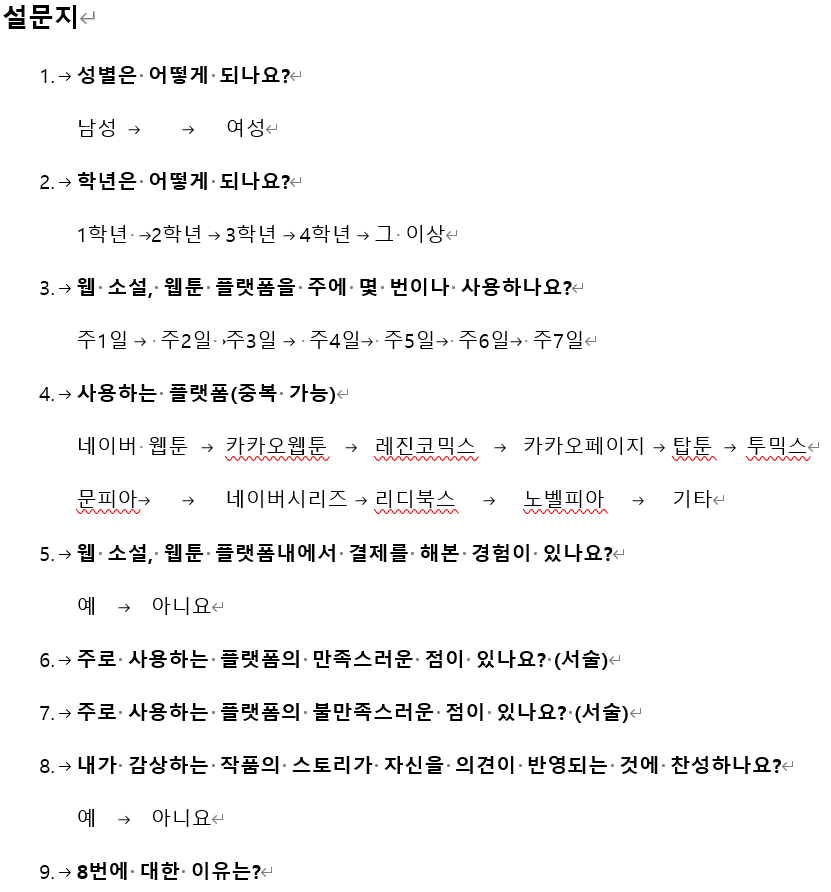 설문지
1. 성별은 어떻게 되나요?
남성 여성
2. 학년은 어떻게 되나요?
1학년 2학년 3학년 4학년 그 이상
3. 웹 소설, 웹툰 플랫폼을 주에 몇 번이나 사용하나요?
주1일 주2일 주3일 주4일 주5일 주6일 주7일
4. 사용하는 플랫폼(중복 가능)
네이버 웹툰 카카오웹툰 레진코믹스 카카오페이지 탑툰 투믹스
문피아 네이버시리즈 리디북스 노벨피아 기타
5. 웹 소설, 웹툰 플랫폼내에서 결제를 해본 경험이 있나요?
예 아니요
6. 주로 사용하는 플랫폼의 만족스러운 점이 있나요? (서술)
7. 주로 사용하는 플랫폼의 불만족스러운 점이 있나요? (서술)
8. 내가 감상하는 작품의 스토리가 자신을 의견이 반영되는 것에 찬성하나요?
예 아니요
9. 8번에 대한 이유는?